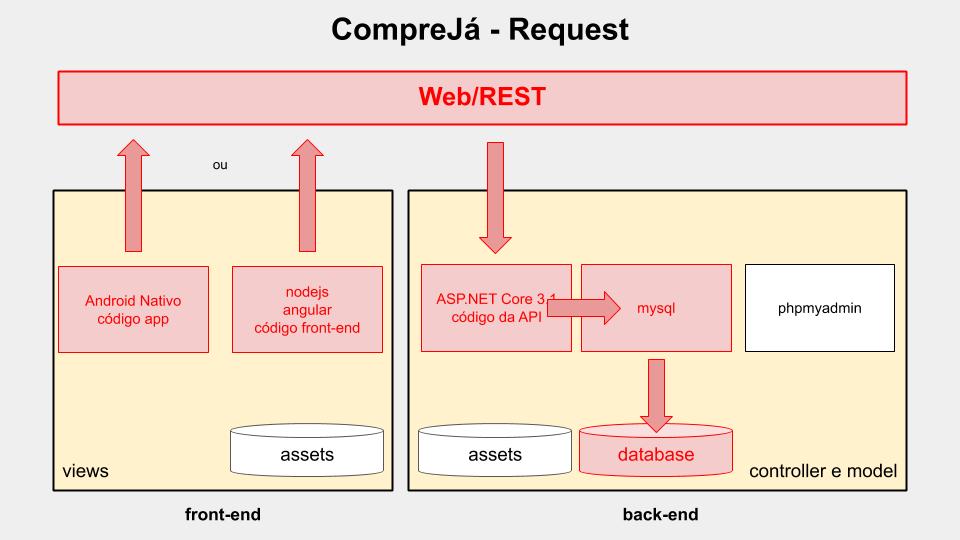 CompreJá - Request
Web/REST
ou
Android Nativo
código app
nodejs
angular
código front-end
ASP.NET Core 3.1
código da API
mysql
phpmyadmin
assets
assets
database
views
controller e model
front-end
back-end